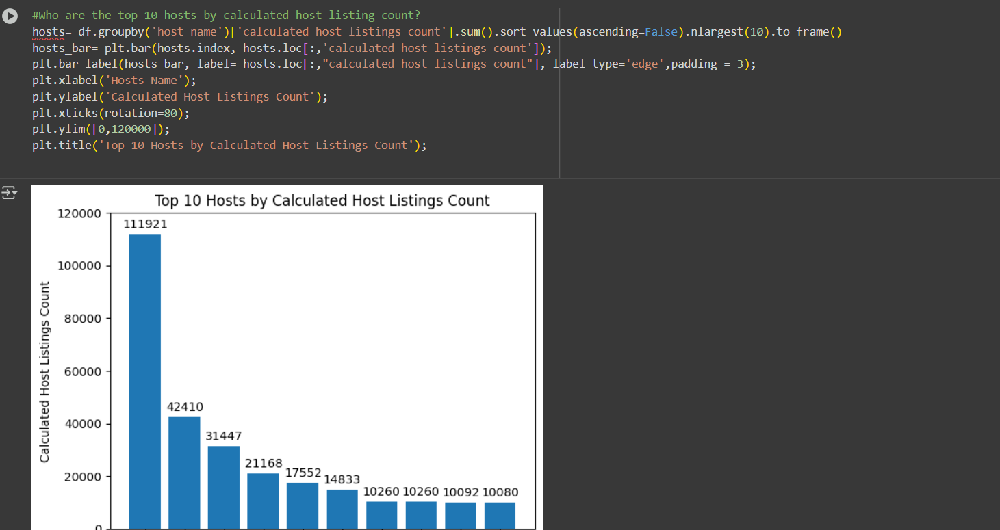 #Who are the top 10 hosts by calculated host listing count?
hosts= df.groupby('host name')['calculated host listings count'].sum().sort_values(ascending=False).nlargest(10).to_frame()
hosts_bar= plt.bar(hosts.index, hosts.loc[:,'calculated host listings count']);
plt.bar_label(hosts_bar, label= hosts.loc[:,"calculated host listings count"], label_type='edge',padding = 3);
plt.xlabel('Hosts Name');
plt.ylabel('Calculated Host Listings Count');
plt.xticks(rotation=80);
plt.ylim([0,120000]);
plt.title('Top 10 Hosts by Calculated Host Listings Count');
Top 10 Hosts by Calculated Host Listings Count
Calculated Host Listings Count
120000
100000
80000
60000
40000
20000
0
111921
42410
31447
21168
17552
14833
10260
10260
10092
10080